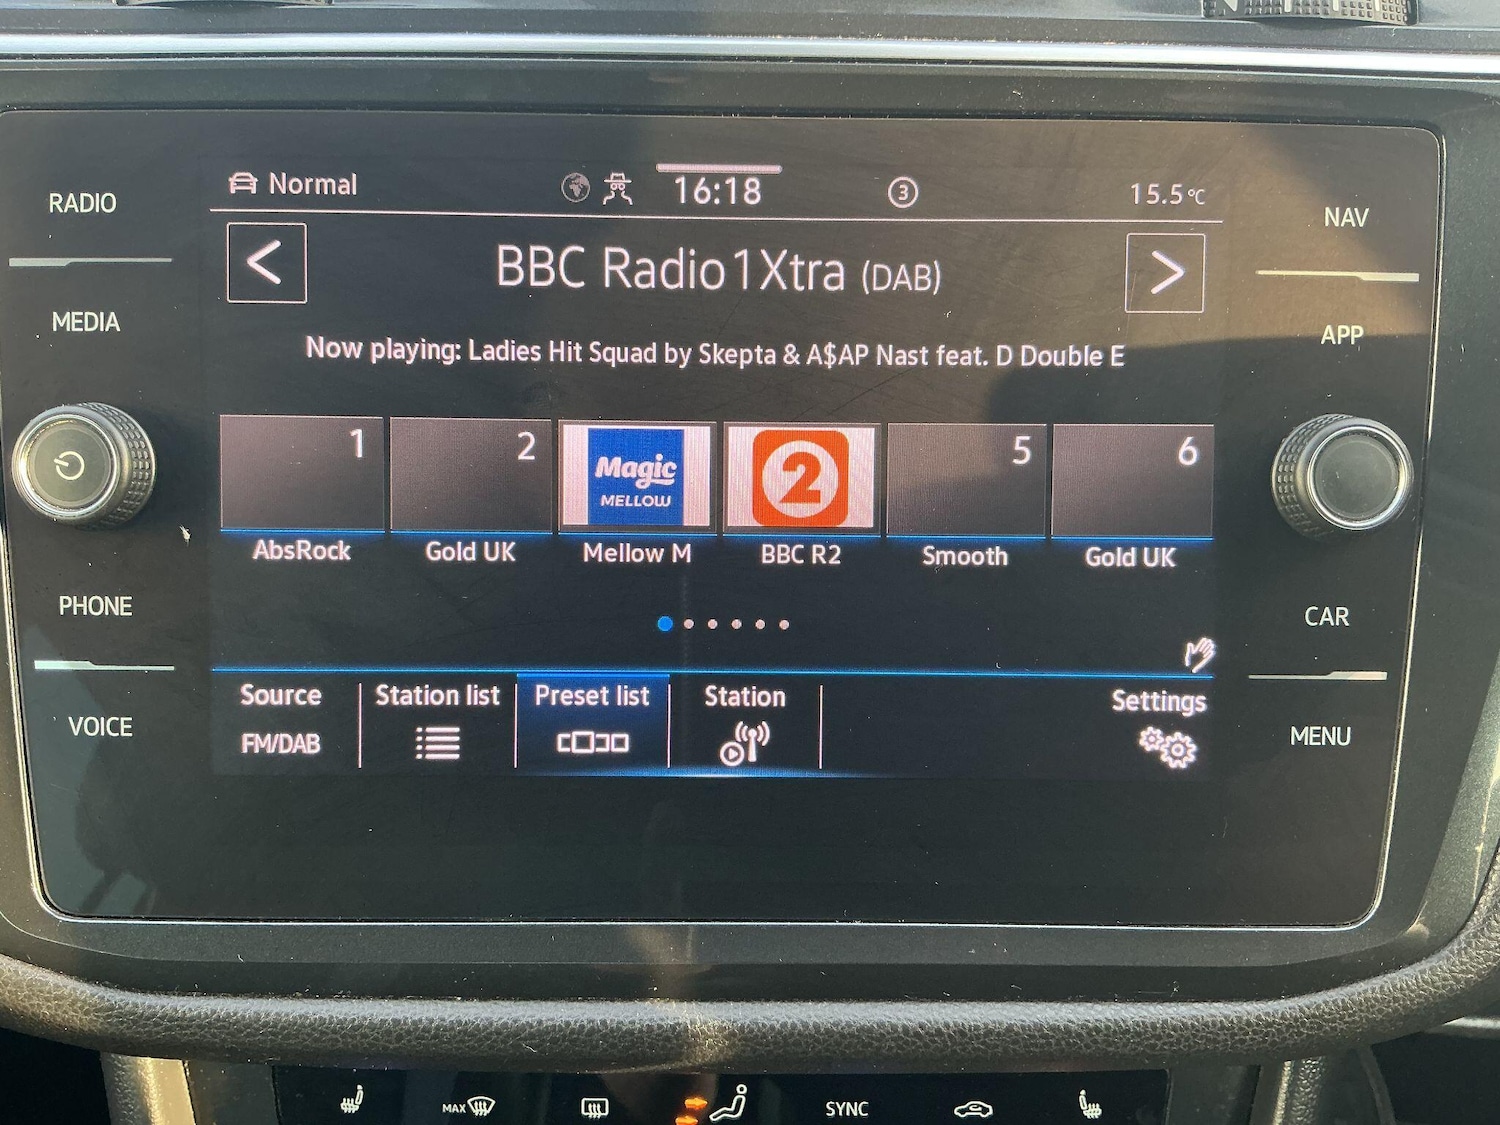 RADIO
MEDIA
PHONE
VOICE
Normal
16:18
3
15.5°C
BBC Radio1Xtra (DAB)
Now playing: Ladies Hit Squad by Skepta & A$AP Nast feat. D Double E
1
2
Magic
MELLOW
2
5
6
AbsRock
Gold UK
Mellow M
BBC R2
Smooth
Gold UK
Source
FM/DAB
Station list
Preset list
Station
Settings
NAV
APP
CAR
MENU
MAX
SYNC